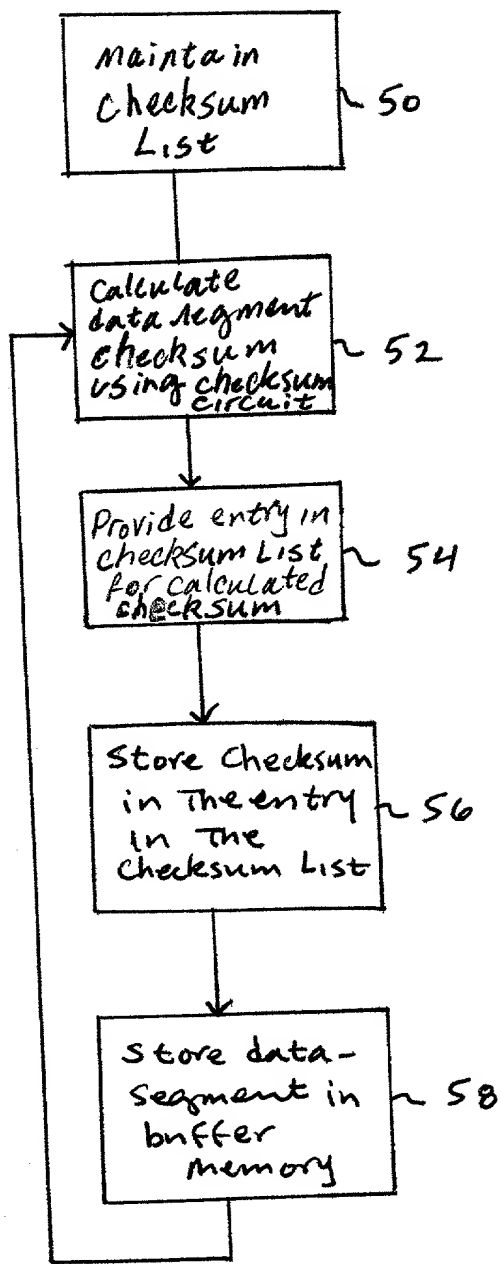 Maintain
Checksum
List
50
Calculate
data segment
checksum
using checksum
circuit
52
Provide entry in
checksum List
for calculated
checksum
54
Store Checksum
in The entry
in The
Checksum List
56
Store data-
segment in
buffer
Memory
58